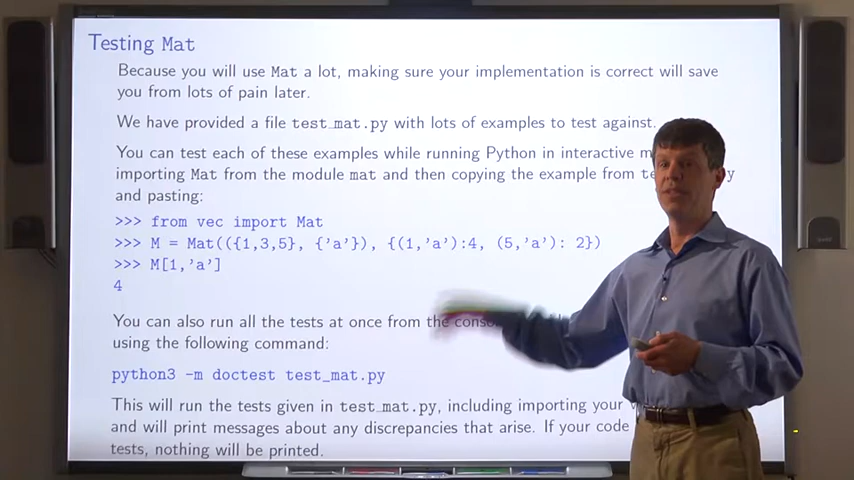 Testing Mat
Because you will use Mat a lot, making sure your implementation is correct will save
you from lots of pain later.
We have provided a file test_mat.py with lots of examples to test against.
You can test each of these examples while running Python in interactive
importing Mat from the module mat and then copying the example from
and pasting:
>>> from vec import Mat
>>> M = Mat(({1,3,5}, {'a'}), {(1,'a'):4, (5,'a'): 2})
>>> M[1,'a']
4
You can also run all the tests at once from the
using the following command:
python3 -m doctest test_mat.py
This will run the tests given in test_mat.py, including importing your
and will print messages about any discrepancies that arise. If your code
tests, nothing will be printed.